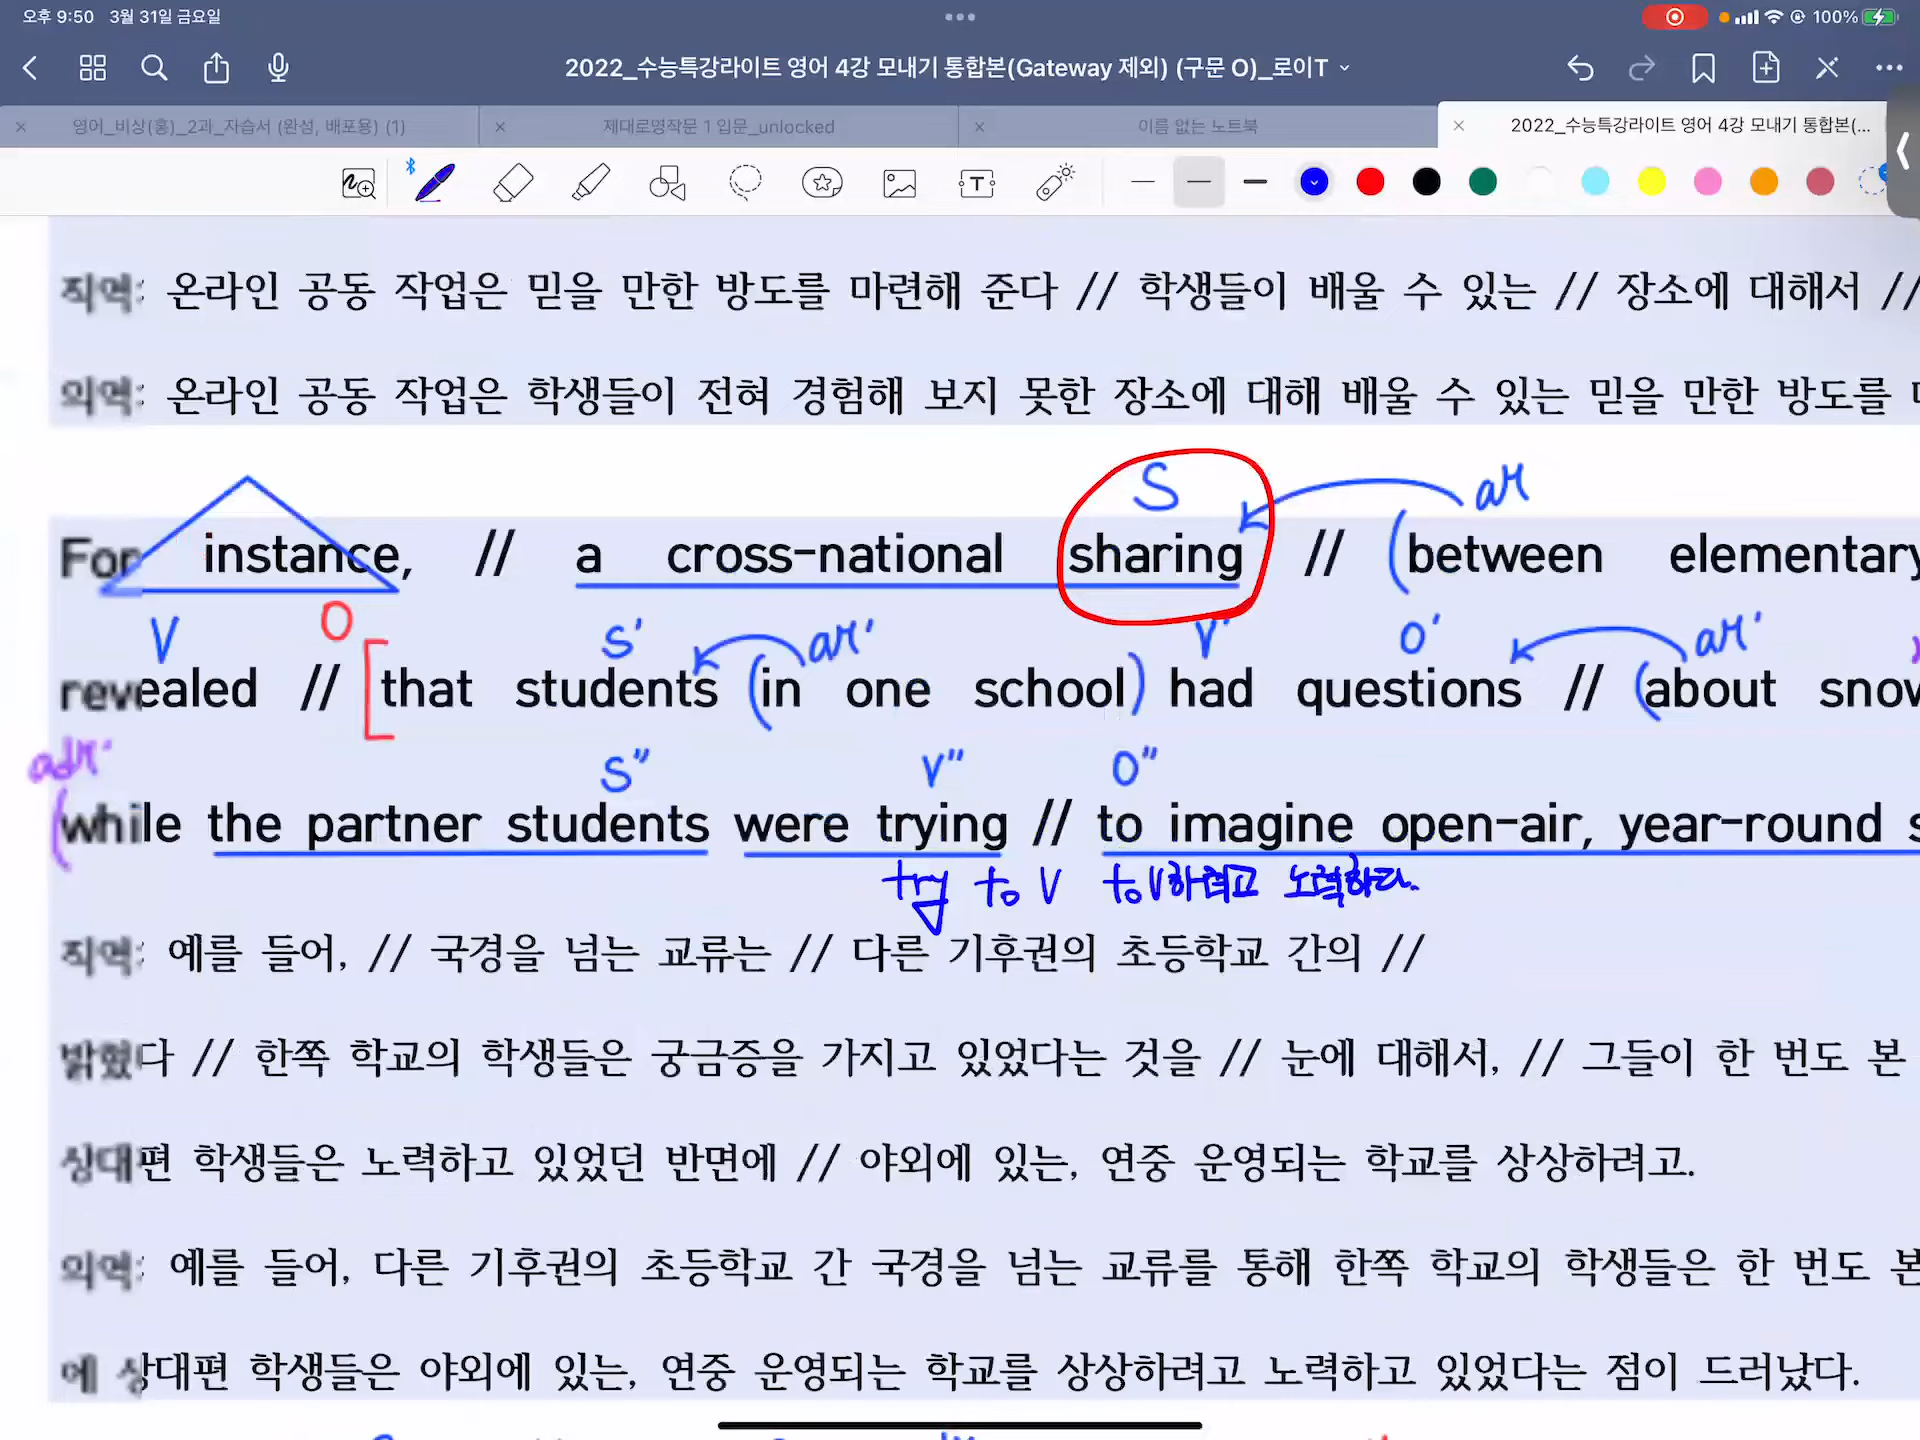 오후 9:50 3월 31일 금요일
100%
2022_수능특강라이트 영어 4강 모내기 통합본(Gateway 제외) (구문 O)_로이T
영어_비상(홍)_2과_자습서 (완성, 배포용) (1)
제대로영작문 1 입문_unlocked
이름 없는 노트북
2022_수능특강라이트 영어 4강 모내기 통합본(...
직역: 온라인 공동 작업은 믿을 만한 방도를 마련해 준다 // 학생들이 배울 수 있는 // 장소에 대해서 //
의역: 온라인 공동 작업은 학생들이 전혀 경험해 보지 못한 장소에 대해 배울 수 있는 믿을 만한 방도를
S
For instance, // a cross-national sharing // (between elementary
V O S' V' O'
revealed // [that students (in one school) had questions // (about snow
S" V" O"
(while the partner students were trying // to imagine open-air, year-round s
try to V to V하려고 노력하다.
직역: 예를 들어, // 국경을 넘는 교류는 // 다른 기후권의 초등학교 간의 //
밝혔다 // 한쪽 학교의 학생들은 궁금증을 가지고 있었다는 것을 // 눈에 대해서, // 그들이 한 번도 본
상대편 학생들은 노력하고 있었던 반면에 // 야외에 있는, 연중 운영되는 학교를 상상하려고.
의역: 예를 들어, 다른 기후권의 초등학교 간 국경을 넘는 교류를 통해 한쪽 학교의 학생들은 한 번도 본
에 상대편 학생들은 야외에 있는, 연중 운영되는 학교를 상상하려고 노력하고 있었다는 점이 드러났다.